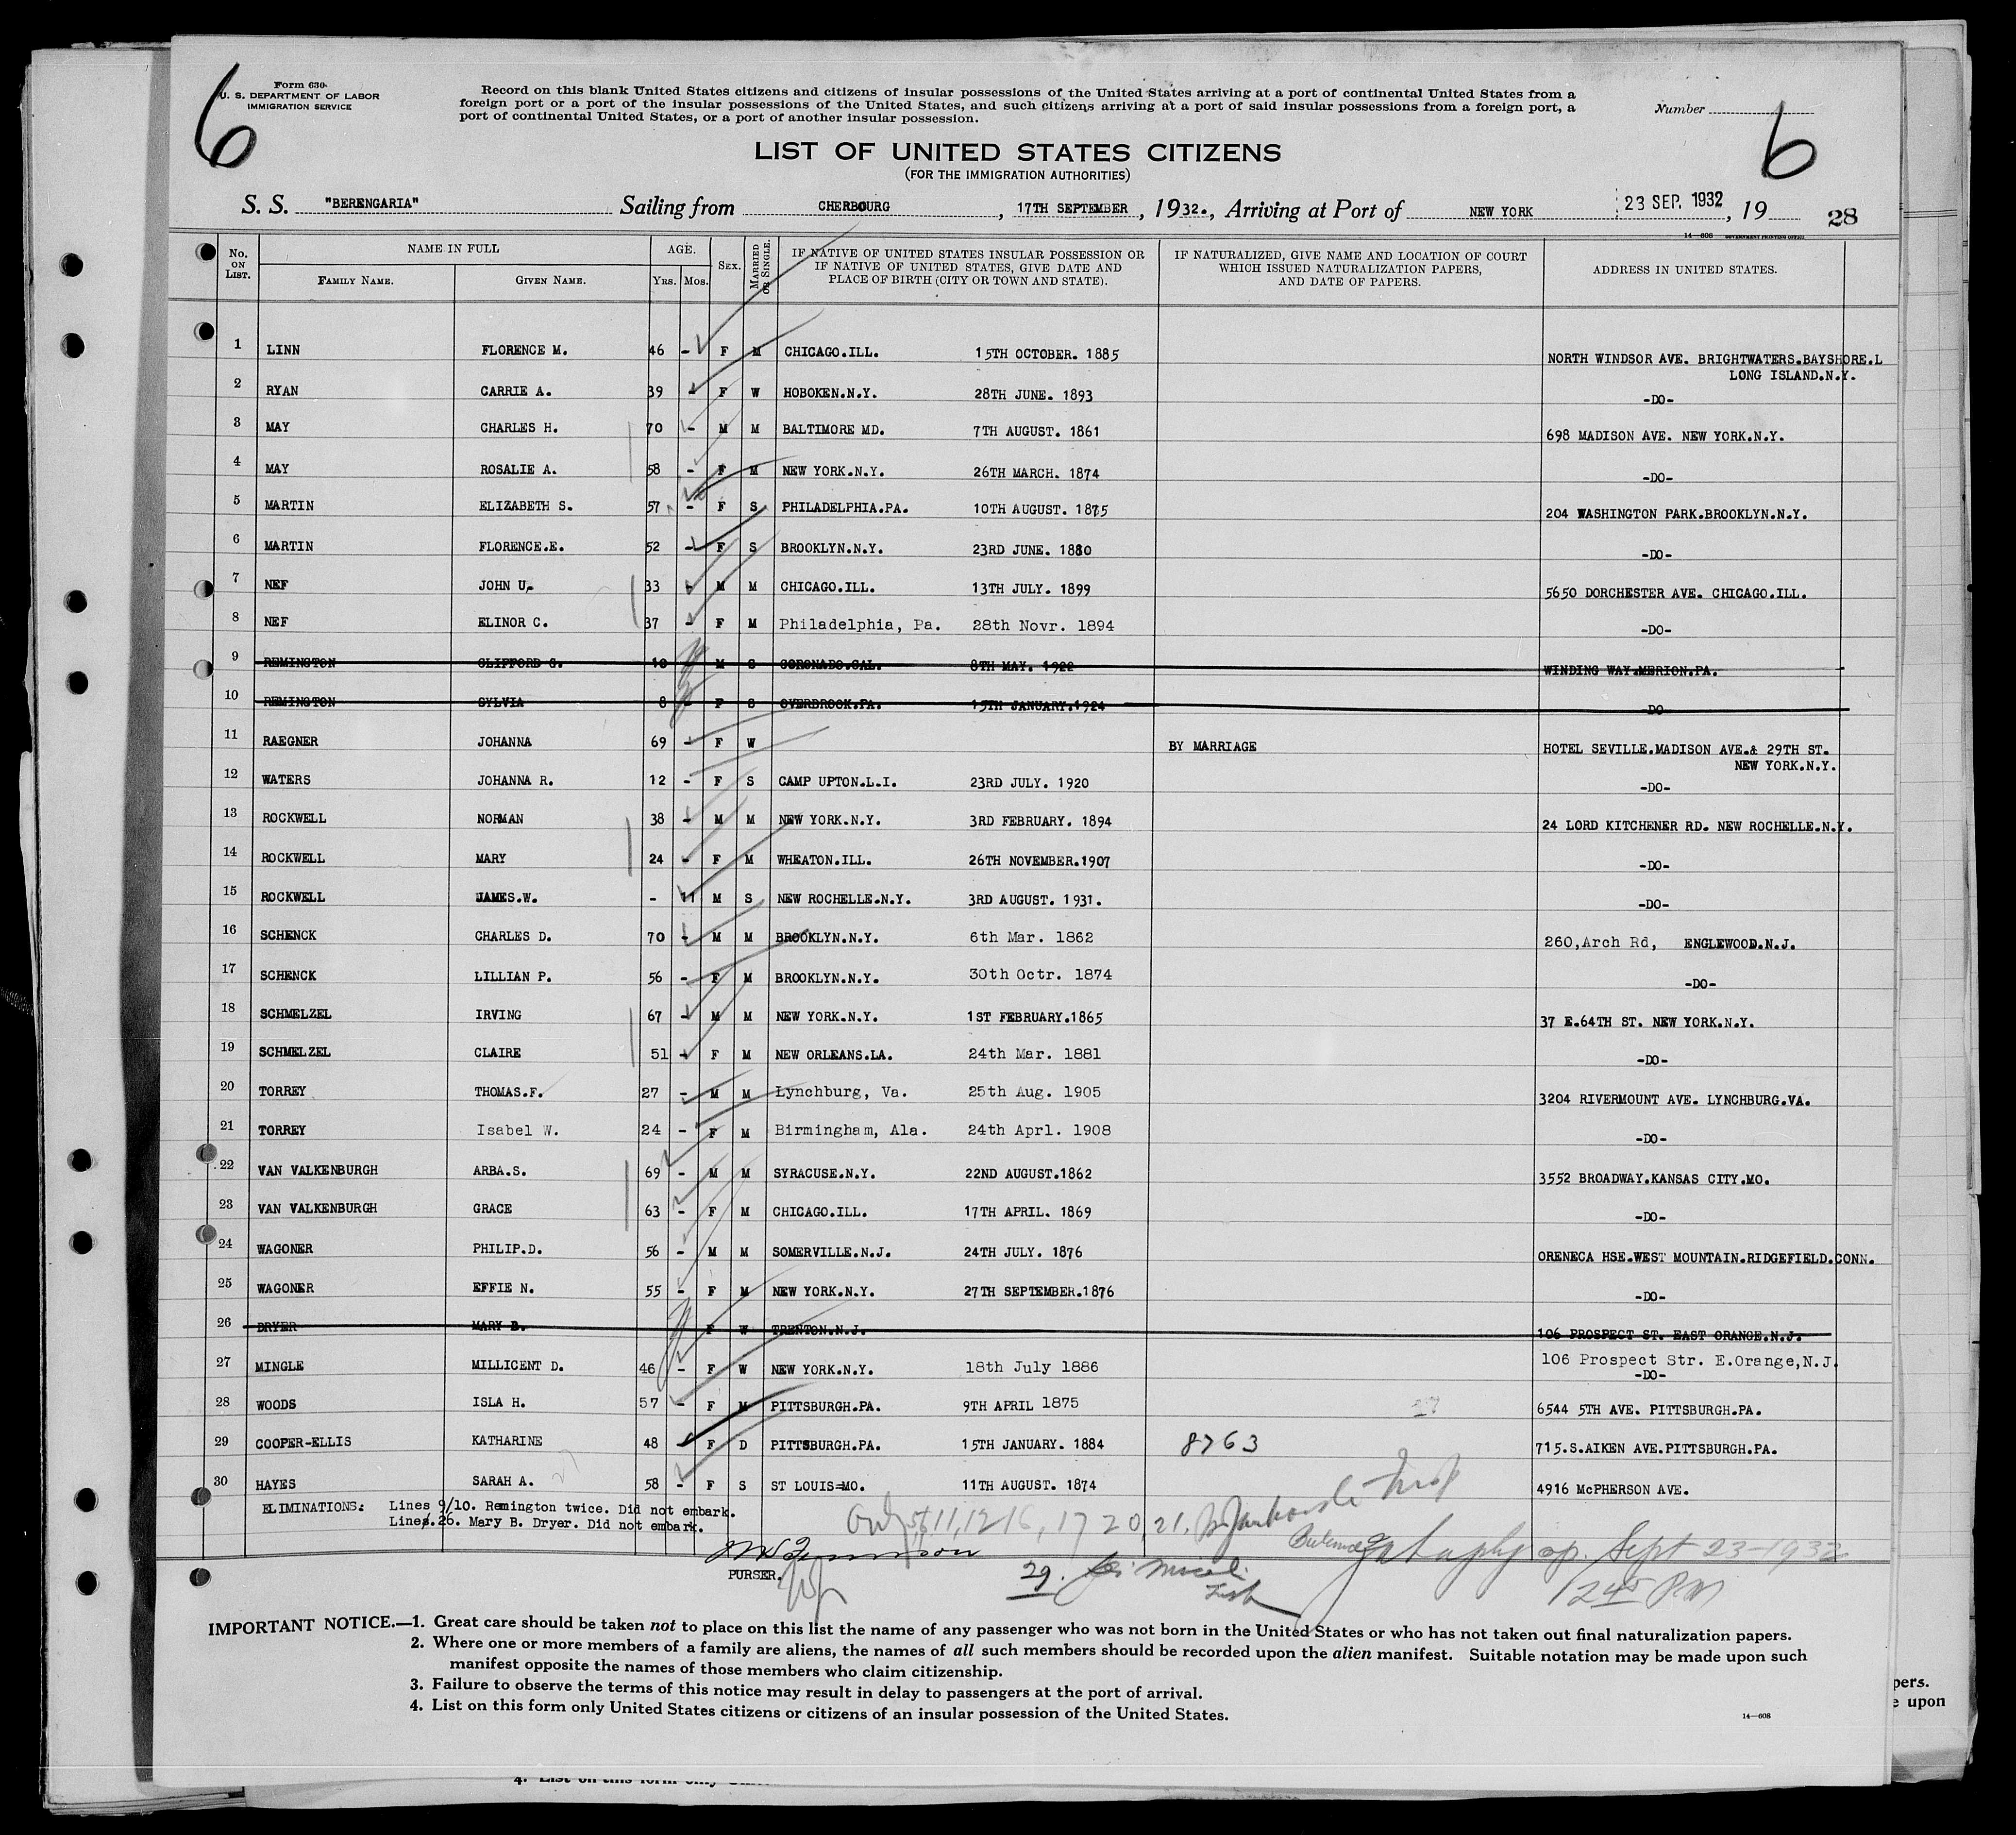 6
Form 630-
U. S. DEPARTMENT OF LABOR
IMMIGRATION SERVICE
Record on this blank United States citizens and citizens of insular possessions of the United States arriving at a port of continental United States from a
foreign port or a port of the insular possessions of the United States, and such citizens arriving at a port of said insular possessions from a foreign port, a
port of continental United States, or a port of another insular possession.
Number
6
LIST OF UNITED STATES CITIZENS
(FOR THE IMMIGRATION AUTHORITIES)
S. S. "BERENGARIA" Sailing from CHERBOURG, 17TH SEPTEMBER, 1932., Arriving at Port of NEW YORK 23 SEP. 1932, 19 28
14—608 GOVERNMENT PRINTING OFFICE
No. ON LIST. NAME IN FULL FAMILY NAME. GIVEN NAME. AGE. YRS. MOS. SEX. MARRIED OR SINGLE. IF NATIVE OF UNITED STATES INSULAR POSSESSION OR IF NATIVE OF UNITED STATES, GIVE DATE AND PLACE OF BIRTH (CITY OR TOWN AND STATE). IF NATURALIZED, GIVE NAME AND LOCATION OF COURT WHICH ISSUED NATURALIZATION PAPERS, AND DATE OF PAPERS. ADDRESS IN UNITED STATES.
1 LINN FLORENCE M. 46 - F M CHICAGO.ILL. 15TH OCTOBER. 1885 NORTH WINDSOR AVE. BRIGHTWATERS.BAYSHORE.L
LONG ISLAND.N.Y.
2 RYAN CARRIE A. 39 - F W HOBOKEN.N.Y. 28TH JUNE. 1893 -DO-
3 MAY CHARLES H. 70 - M M BALTIMORE MD. 7TH AUGUST. 1861 698 MADISON AVE. NEW YORK.N.Y.
4 MAY ROSALIE A. 58 - F M NEW YORK.N.Y. 26TH MARCH. 1874 -DO-
5 MARTIN ELIZABETH S. 57 - F S PHILADELPHIA.PA. 10TH AUGUST. 1875 204 WASHINGTON PARK.BROOKLYN.N.Y.
6 MARTIN FLORENCE.E. 52 - F S BROOKLYN.N.Y. 23RD JUNE. 1880 -DO-
7 NEF JOHN U. 33 - M M CHICAGO.ILL. 13TH JULY. 1899 5650 DORCHESTER AVE. CHICAGO.ILL.
8 NEF ELINOR C. 37 - F M Philadelphia, Pa. 28th Novr. 1894 -DO-
9 REMINGTON CLIFFORD G. 10 M S CORONADO.CAL. 8TH MAY. 1922 WINDING WAY.MERION.PA.
10 REMINGTON SYLVIA 8 - F S OVERBROOK.PA. 15TH JANUARY.1924 DO
11 RAEGNER JOHANNA 69 - F W BY MARRIAGE HOTEL SEVILLE.MADISON AVE.& 29TH ST.
NEW YORK.N.Y.
12 WATERS JOHANNA R. 12 - F S CAMP UPTON.L.I. 23RD JULY. 1920 -DO-
13 ROCKWELL NORMAN 38 - M M NEW YORK.N.Y. 3RD FEBRUARY. 1894 24 LORD KITCHENER RD. NEW ROCHELLE.N.Y.
14 ROCKWELL MARY 24 - F M WHEATON.ILL. 26TH NOVEMBER.1907 -DO-
15 ROCKWELL JAMES.W. - 11 M S NEW ROCHELLE.N.Y. 3RD AUGUST. 1931. -DO-
16 SCHENCK CHARLES D. 70 - M M BROOKLYN.N.Y. 6th Mar. 1862 260,Arch Rd, ENGLEWOOD.N.J.
17 SCHENCK LILLIAN P. 56 - F M BROOKLYN.N.Y. 30th Octr. 1874 -DO-
18 SCHMELZEL IRVING 67 - M M NEW YORK.N.Y. 1ST FEBRUARY.1865 37 E.64TH ST. NEW YORK.N.Y.
19 SCHMELZEL CLAIRE 51 - F M NEW ORLEANS.LA. 24th Mar. 1881 -DO-
20 TORREY THOMAS.F. 27 - M M Lynchburg, Va. 25th Aug. 1905 3204 RIVERMOUNT AVE. LYNCHBURG.VA.
21 TORREY Isabel W. 24 - F M Birmingham, Ala. 24th Aprl. 1908 -DO-
22 VAN VALKENBURGH ARBA.S. 69 - M M SYRACUSE.N.Y. 22ND AUGUST.1862 3552 BROADWAY.KANSAS CITY.MO.
23 VAN VALKENBURGH GRACE 63 - F M CHICAGO.ILL. 17TH APRIL. 1869 -DO-
24 WAGONER PHILIP.D. 56 - M M SOMERVILLE.N.J. 24TH JULY. 1876 ORENECA HSE.WEST MOUNTAIN.RIDGEFIELD.CONN.
25 WAGONER EFFIE N. 55 - F M NEW YORK.N.Y. 27TH SEPTEMBER.1876 -DO-
26 DRYER MARY B. F W TRENTON.N.J. 106 PROSPECT ST. EAST ORANGE.N.J.
27 MINGLE MILLICENT D. 46 - F W NEW YORK.N.Y. 18th July 1886 106 Prospect Str. E.Orange,N.J.
-DO-
28 WOODS ISLA H. 57 - F M PITTSBURGH.PA. 9TH APRIL 1875 6544 5TH AVE. PITTSBURGH.PA.
29 COOPER-ELLIS KATHARINE 48 - F D PITTSBURGH.PA. 15TH JANUARY. 1884 8763 715.S.AIKEN AVE.PITTSBURGH.PA.
30 HAYES SARAH A. 58 - F S ST LOUIS=MO. 11TH AUGUST. 1874 4916 McPHERSON AVE.
ELIMINATIONS: Lines 9/10. Remington twice. Did not embark.
Lines.26. Mary B. Dryer. Did not embark.
11, 12 16, 17 20 21.
Sept 23-1932
PURSER.
29.
1245 PM
IMPORTANT NOTICE.—1. Great care should be taken not to place on this list the name of any passenger who was not born in the United States or who has not taken out final naturalization papers.
2. Where one or more members of a family are aliens, the names of all such members should be recorded upon the alien manifest. Suitable notation may be made upon such
manifest opposite the names of those members who claim citizenship.
3. Failure to observe the terms of this notice may result in delay to passengers at the port of arrival.
4. List on this form only United States citizens or citizens of an insular possession of the United States.
14—608
pers.
e upon